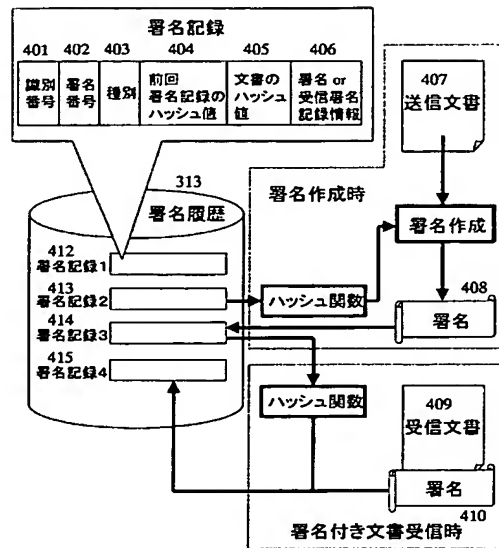 署名記録
401 402 403 404 405 406
識別番号
署名番号
種別
前回署名記録のハッシュ値
文書のハッシュ値
署名 or 受信署名記録情報
313
署名履歴
412
署名記録1
413
署名記録2
414
署名記録3
415
署名記録4
署名作成時
407
送信文書
署名作成
ハッシュ関数
408
署名
ハッシュ関数
409
受信文書
署名
410
署名付き文書受信時